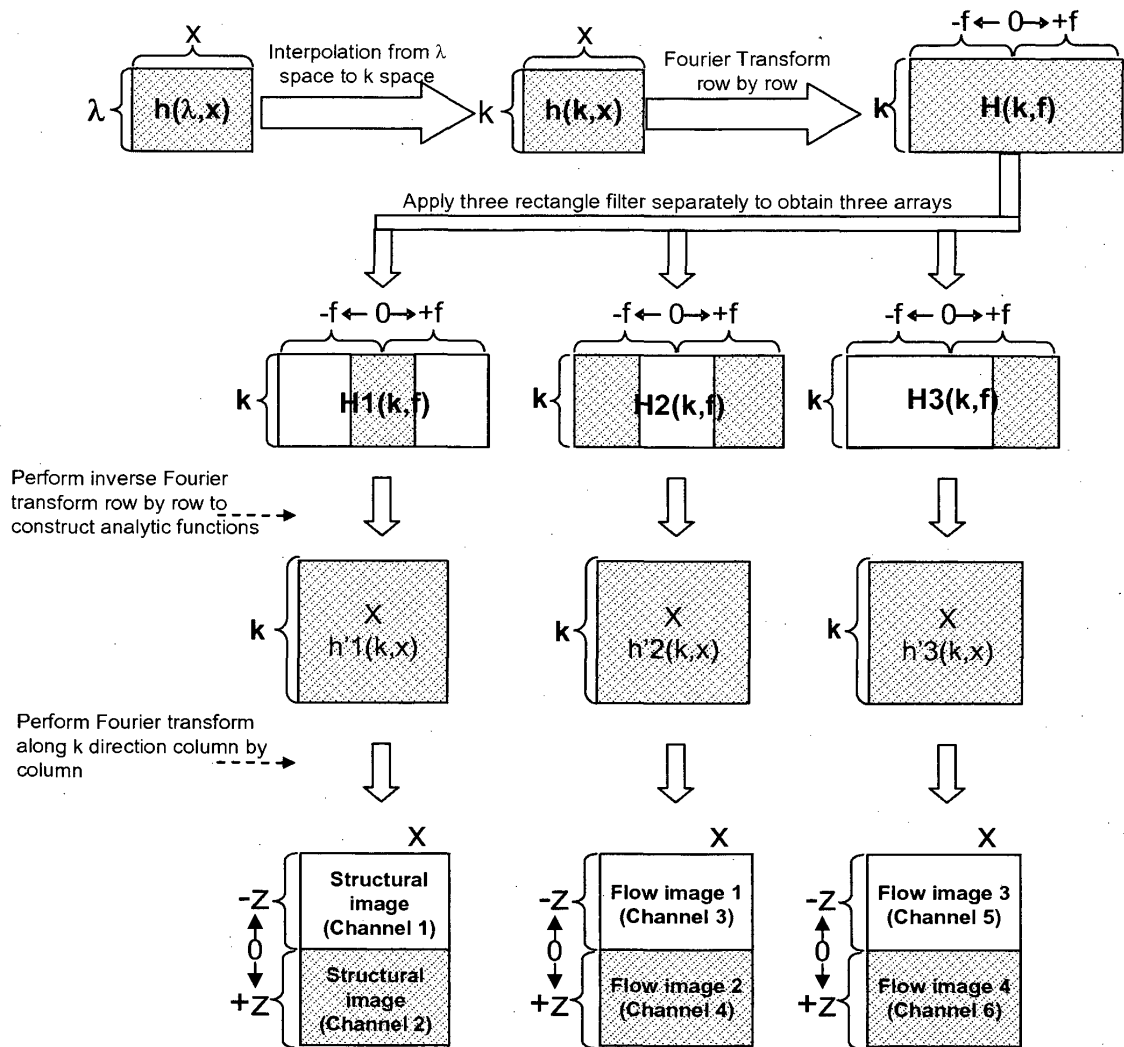 X
Interpolation from λ
space to k space
λ
h(λ,x)
X
k
h(k,x)
Fourier Transform
row by row
-f ← 0 → +f
k
H(k,f)
Apply three rectangle filter separately to obtain three arrays
-f ← 0 → +f
k
H1(k,f)
-f ← 0 → +f
k
H2(k,f)
-f ← 0 → +f
k
H3(k,f)
Perform inverse Fourier
transform row by row to
construct analytic functions
k
X
h'1(k,x)
k
X
h'2(k,x)
k
X
h'3(k,x)
Perform Fourier transform
along k direction column by
column
X
-Z
0
+Z
Structural
image
(Channel 1)
Structural
image
(Channel 2)
X
-Z
0
+Z
Flow image 1
(Channel 3)
Flow image 2
(Channel 4)
X
-Z
0
+Z
Flow image 3
(Channel 5)
Flow image 4
(Channel 6)